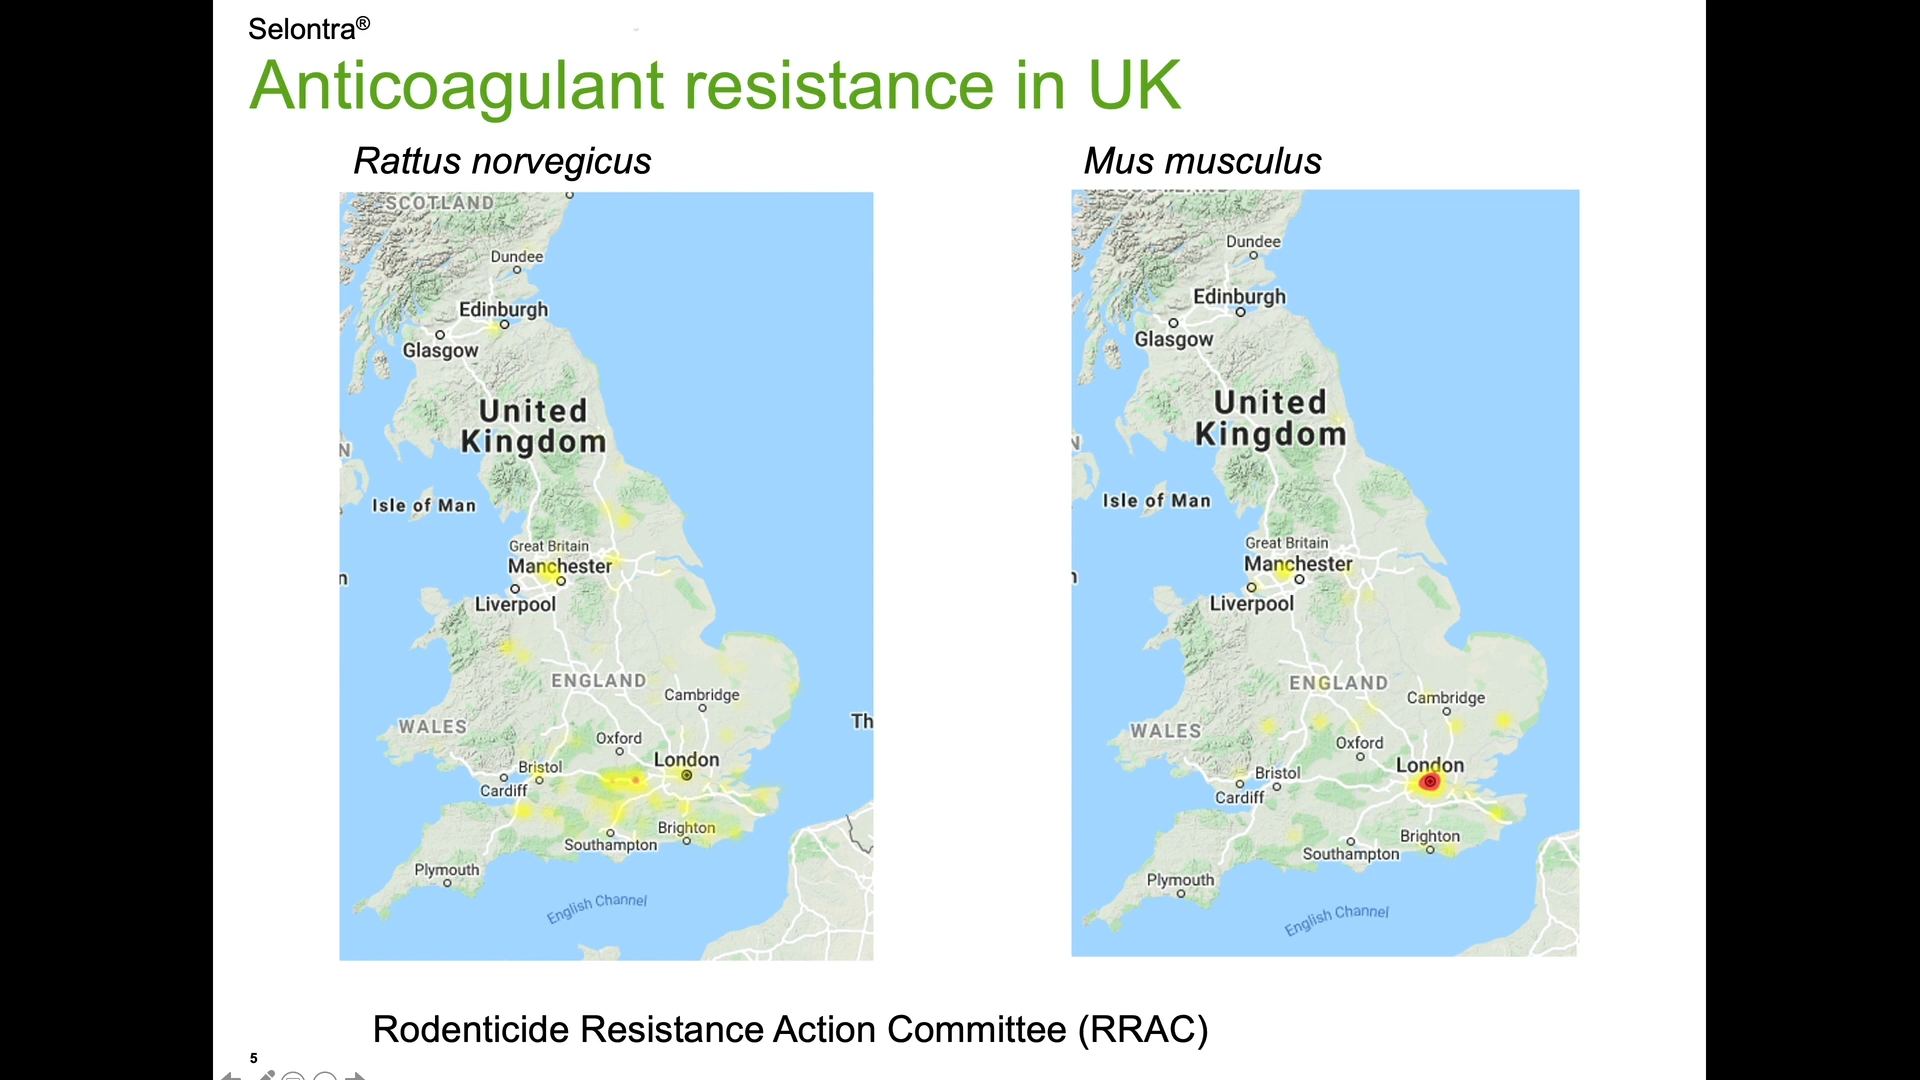 Selontra®
Anticoagulant resistance in UK
Rattus norvegicus
SCOTLAND
Dundee
Edinburgh
Glasgow
United
Kingdom
N
Isle of Man
Great Britain
Manchester
n
Liverpool
ENGLAND
Cambridge
WALES
Th
Oxford
London
Bristol
Cardiff
Brighton
Southampton
Plymouth
English Channel
Mus musculus
SCOTLAND
Dundee
Edinburgh
Glasgow
United
Kingdom
N
Isle of Man
Great Britain
Manchester
n
Liverpool
ENGLAND
Cambridge
WALES
Oxford
London
Bristol
Cardiff
Brighton
Southampton
Plymouth
English Channel
Rodenticide Resistance Action Committee (RRAC)
5